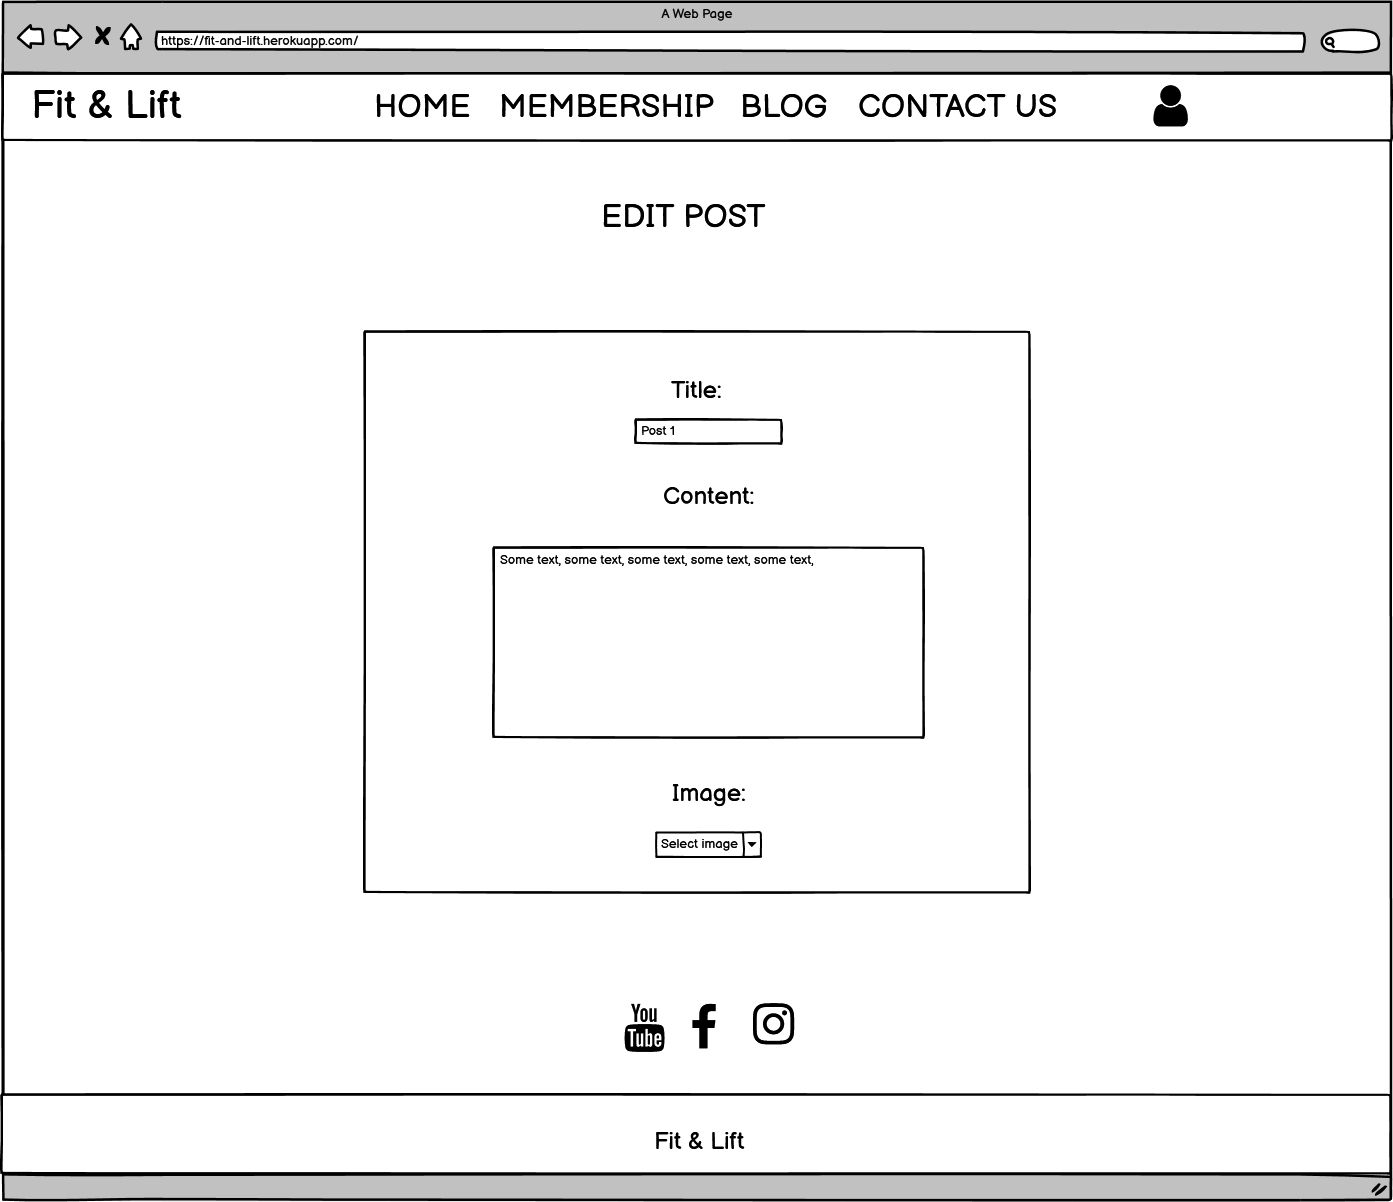 A Web Page
https://fit-and-lift.herokuapp.com/
Fit & Lift HOME MEMBERSHIP BLOG CONTACT US
EDIT POST
Title:
Post 1
Content:
Some text, some text, some text, some text, some text,
Image:
Select image
You
Tube
Fit & Lift